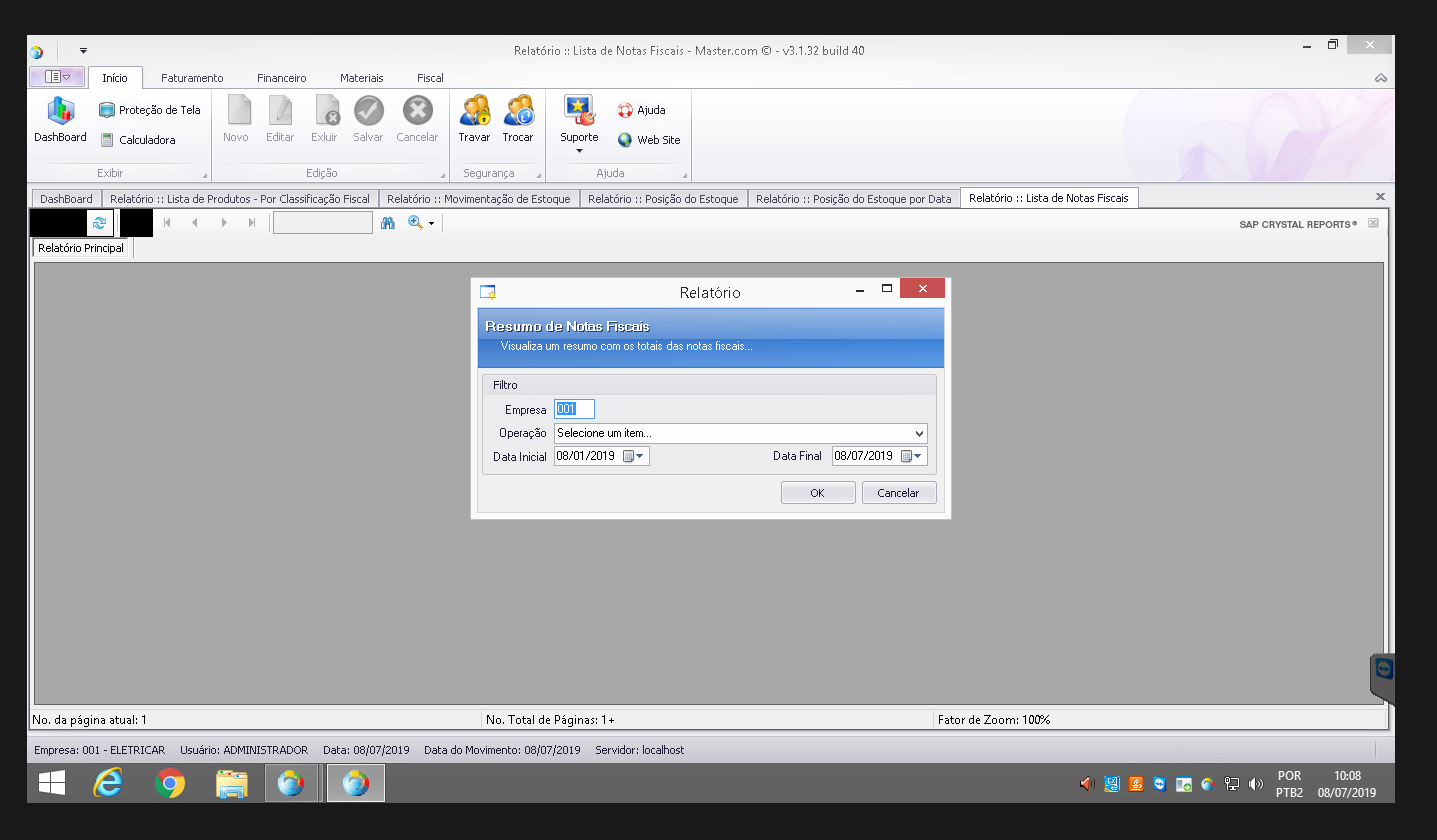 Relatório :: Lista de Notas Fiscais - Master.com © - v3.1.32 build 40
Início Faturamento Financeiro Materiais Fiscal
DashBoard
Proteção de Tela
Calculadora
Exibir
Novo Editar Exluir Salvar Cancelar
Edição
Travar Trocar
Segurança
Suporte
Ajuda
Web Site
Ajuda
DashBoard Relatório :: Lista de Produtos - Por Classificação Fiscal Relatório :: Movimentação de Estoque Relatório :: Posição do Estoque Relatório :: Posição do Estoque por Data Relatório :: Lista de Notas Fiscais
SAP CRYSTAL REPORTS®
Relatório Principal
Relatório
Resumo de Notas Fiscais
Visualiza um resumo com os totais das notas fiscais...
Filtro
Empresa 001
Operação Selecione um item...
Data Inicial 08/01/2019 Data Final 08/07/2019
OK Cancelar
No. da página atual: 1 No. Total de Páginas: 1+ Fator de Zoom: 100%
Empresa: 001 - ELETRICAR Usuário: ADMINISTRADOR Data: 08/07/2019 Data do Movimento: 08/07/2019 Servidor: localhost
POR 10:08
PTB2 08/07/2019